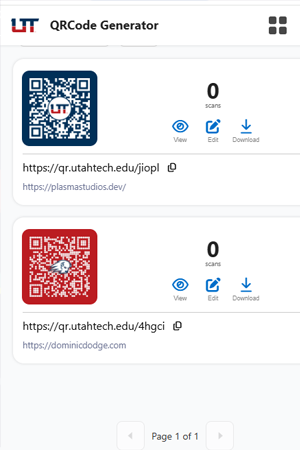 UT QRCode Generator
UT
0
scans
View Edit Download
https://qr.utahtech.edu/jiopl
https://plasmastudios.dev/
0
scans
View Edit Download
https://qr.utahtech.edu/4hgci
https://dominicdodge.com
Page 1 of 1